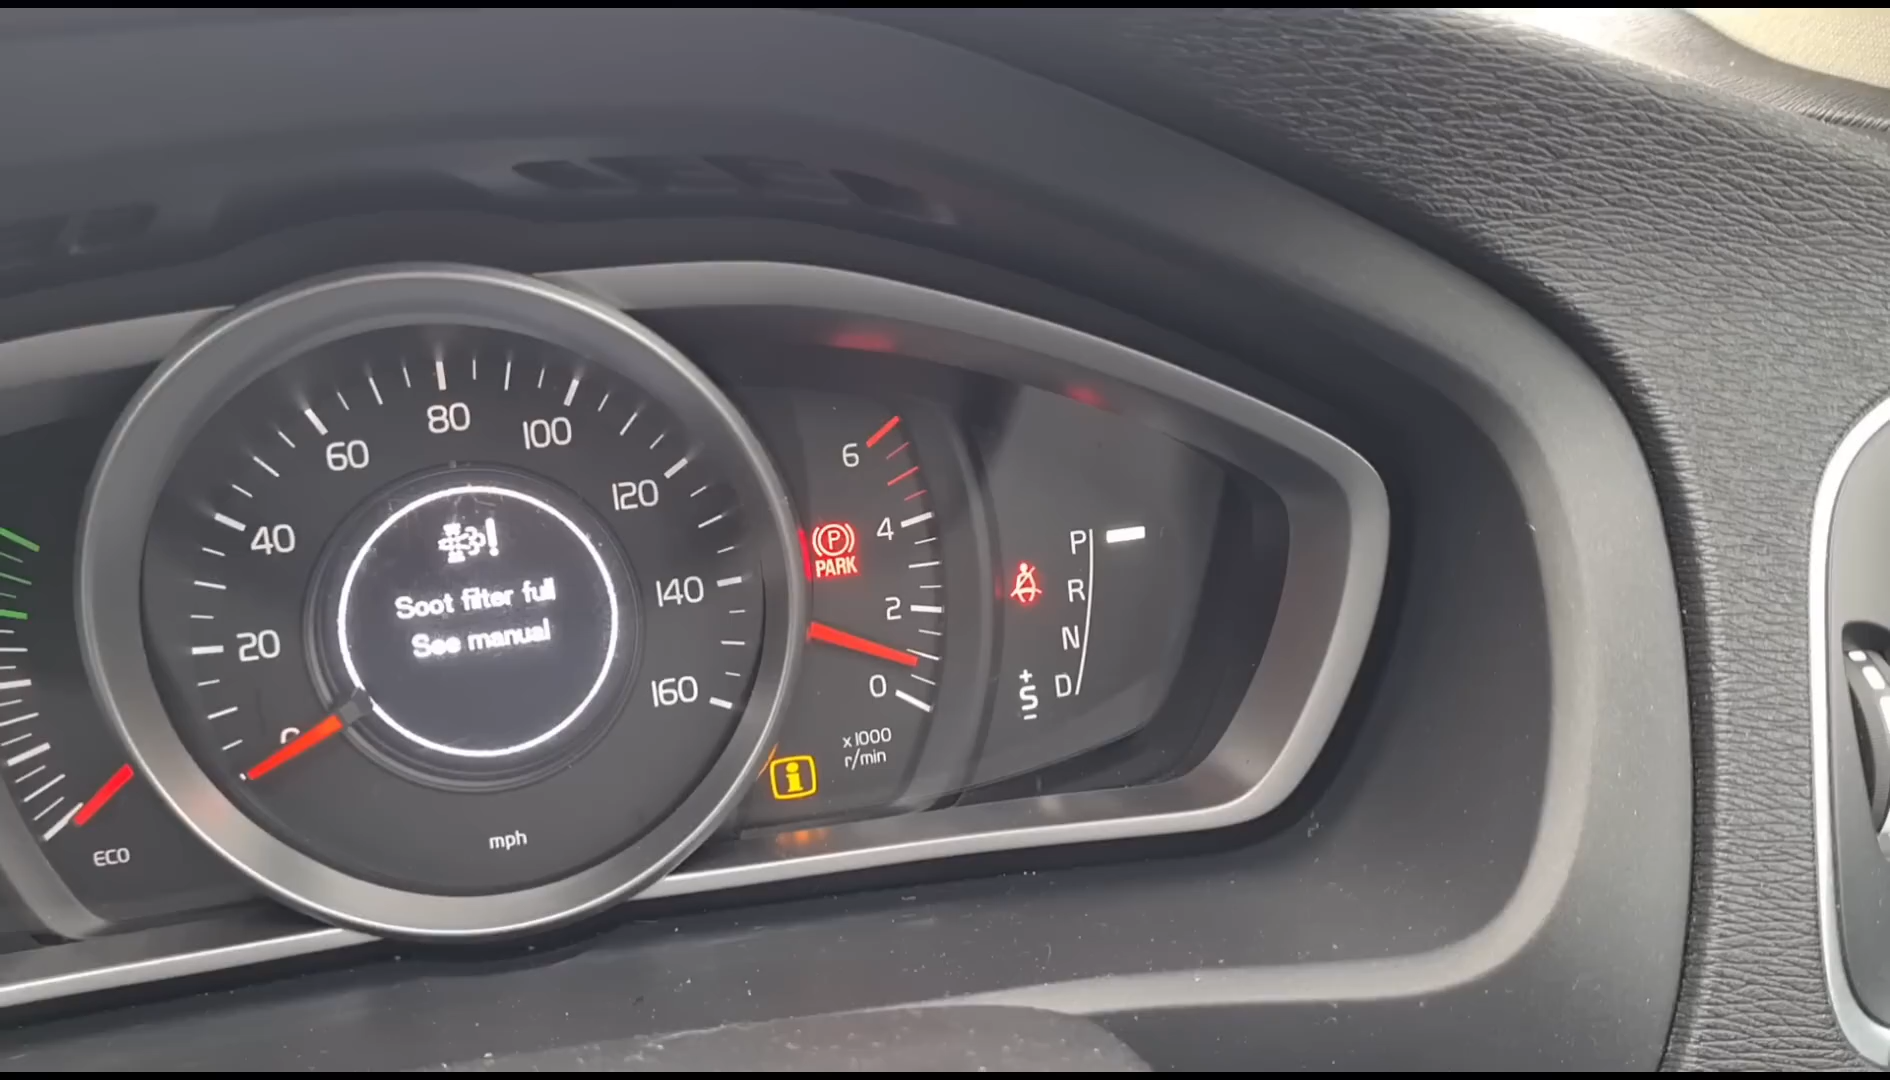 Soot filter full
See manual
20
40
60
80
100
120
140
160
mph
ECO
PARK
P
6
4
2
0
x1000
r/min
i
P
R
N
D
+
S
-